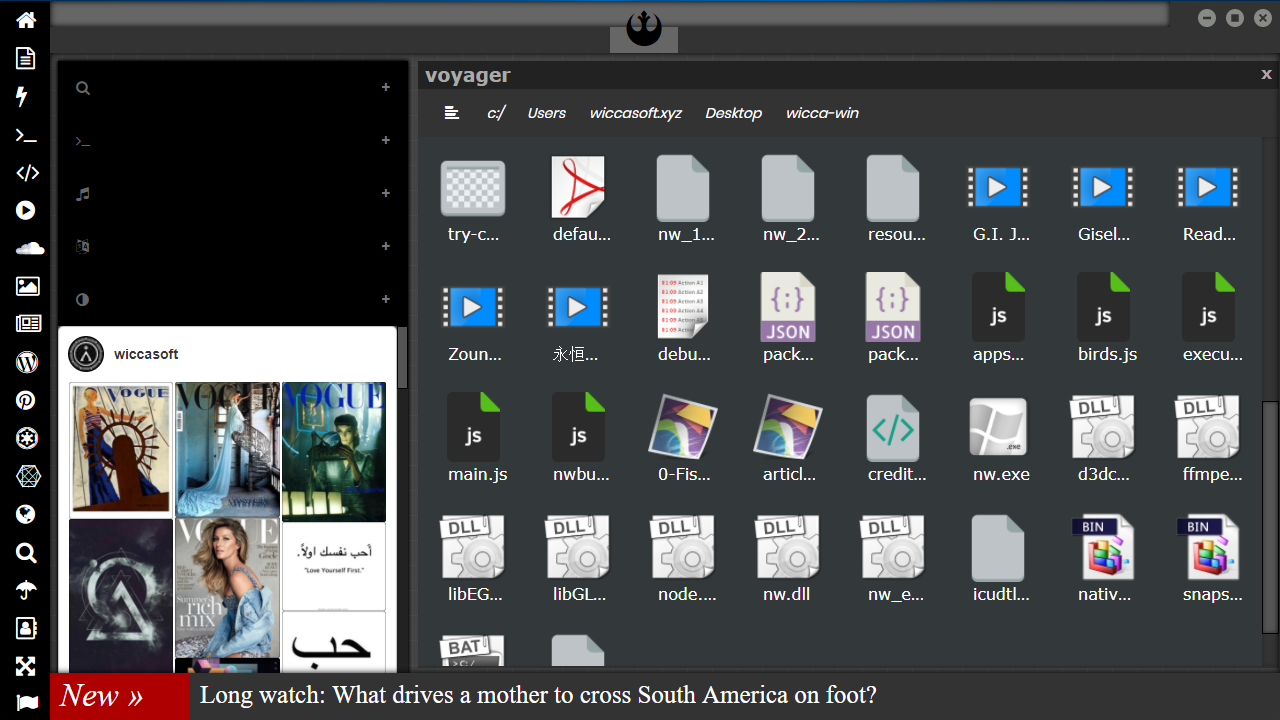 voyager
x
c:/ Users wiccasoft.xyz Desktop wicca-win
try-c... defau... nw_1... nw_2... resou... G.I. J... Gisel... Read...
Zoun... 永恒... debu... pack... pack... apps... birds.js execu...
main.js nwbu... 0-Fis... articl... credit... nw.exe d3dc... ffmpe...
libEG... libGL... node.... nw.dll nw_e... icudtl... nativ... snaps...
JSON JSON js js js
js js .exe DLL DLL
DLL DLL DLL DLL DLL BIN BIN
BAT
wiccasoft
VOGUE VOGUE VOGUE
VOGUE
Summer's
rich
mix
أحب نفسك اولاً.
"Love Yourself First."
حب
New »
Long watch: What drives a mother to cross South America on foot?